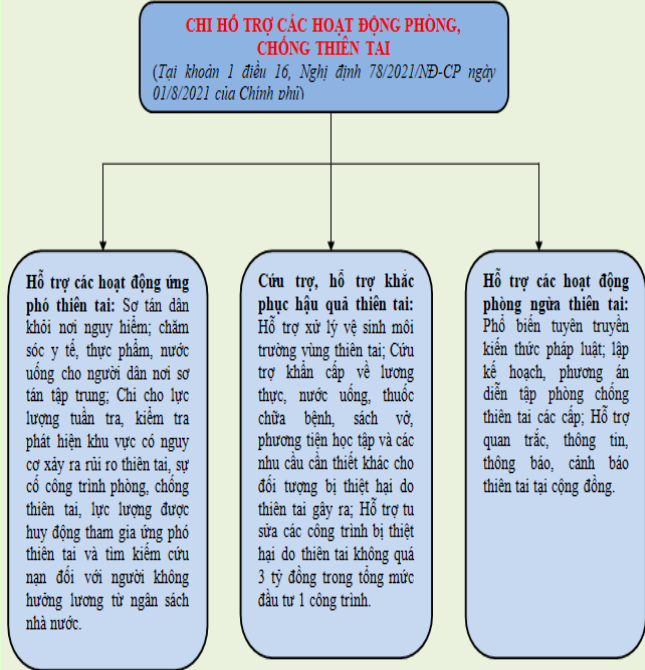 CHI HỖ TRỢ CÁC HOẠT ĐỘNG PHÒNG,
CHỐNG THIÊN TAI
(Tại khoản 1 điều 16, Nghị định 78/2021/NĐ-CP ngày
01/8/2021 của Chính phủ)
Hỗ trợ các hoạt động ứng
phó thiên tai: Sơ tán dân
khỏi nơi nguy hiểm; chăm
sóc y tế, thực phẩm, nước
uống cho người dân nơi sơ
tán tập trung; Chi cho lực
lượng tuần tra, kiểm tra
phát hiện khu vực có nguy
cơ xảy ra rủi ro thiên tai, sự
cố công trình phòng, chống
thiên tai, lực lượng được
huy động tham gia ứng phó
thiên tai và tìm kiếm cứu
nạn đối với người không
hưởng lương từ ngân sách
nhà nước.
Cứu trợ, hỗ trợ khắc
phục hậu quả thiên tai:
Hỗ trợ xử lý vệ sinh môi
trường vùng thiên tai; Cứu
trợ khẩn cấp về lương
thực, nước uống, thuốc
chữa bệnh, sách vở,
phương tiện học tập và các
nhu cầu cần thiết khác cho
đối tượng bị thiệt hại do
thiên tai gây ra; Hỗ trợ tu
sửa các công trình bị thiệt
hại do thiên tai không quá
3 tỷ đồng trong tổng mức
đầu tư 1 công trình.
Hỗ trợ các hoạt động
phòng ngừa thiên tai:
Phổ biến tuyên truyền
kiến thức pháp luật; lập
kế hoạch, phương án
diễn tập phòng chống
thiên tai các cấp; Hỗ trợ
quan trắc, thông tin,
thông báo, cảnh báo
thiên tai tại cộng đồng.